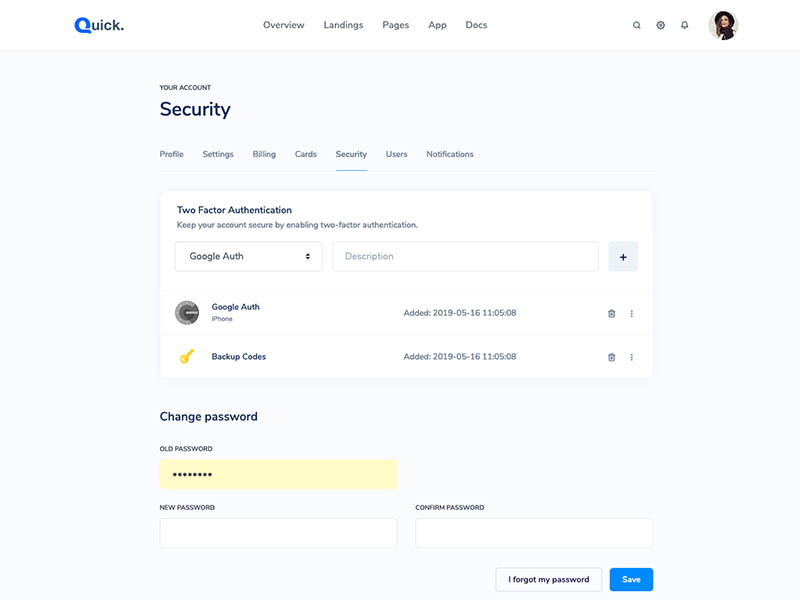 Quick.
Overview Landings Pages App Docs
YOUR ACCOUNT
Security
Profile Settings Billing Cards Security Users Notifications
Two Factor Authentication
Keep your account secure by enabling two-factor authentication.
Google Auth Description +
Google Auth
iPhone
Added: 2019-05-16 11:05:08
Backup Codes Added: 2019-05-16 11:05:08
Change password
OLD PASSWORD
••••••••
NEW PASSWORD CONFIRM PASSWORD
I forgot my password Save